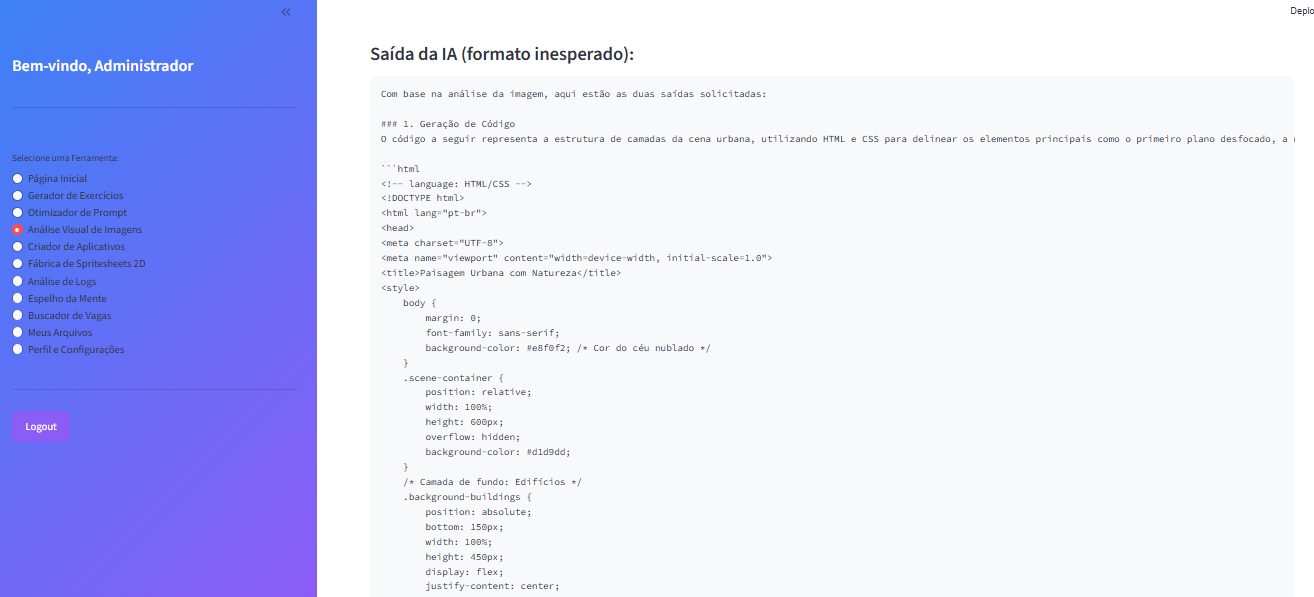 «
Deplo
Bem-vindo, Administrador
Selecione uma Ferramenta:
Página Inicial
Gerador de Exercícios
Otimizador de Prompt
Análise Visual de Imagens
Criador de Aplicativos
Fábrica de Spritesheets 2D
Análise de Logs
Espelho da Mente
Buscador de Vagas
Meus Arquivos
Perfil e Configurações
Logout
Saída da IA (formato inesperado):
Com base na análise da imagem, aqui estão as duas saídas solicitadas:
### 1. Geração de Código
O código a seguir representa a estrutura de camadas da cena urbana, utilizando HTML e CSS para delinear os elementos principais como o primeiro plano desfocado, a
```html
<!-- language: HTML/CSS -->
<!DOCTYPE html>
<html lang="pt-br">
<head>
<meta charset="UTF-8">
<meta name="viewport" content="width=device-width, initial-scale=1.0">
<title>Paisagem Urbana com Natureza</title>
<style>
    body {
        margin: 0;
        font-family: sans-serif;
        background-color: #e8f0f2; /* Cor do céu nublado */
    }
    .scene-container {
        position: relative;
        width: 100%;
        height: 600px;
        overflow: hidden;
        background-color: #d1d9dd;
    }
    /* Camada de fundo: Edifícios */
    .background-buildings {
        position: absolute;
        bottom: 150px;
        width: 100%;
        height: 450px;
        display: flex;
        justify-content: center;